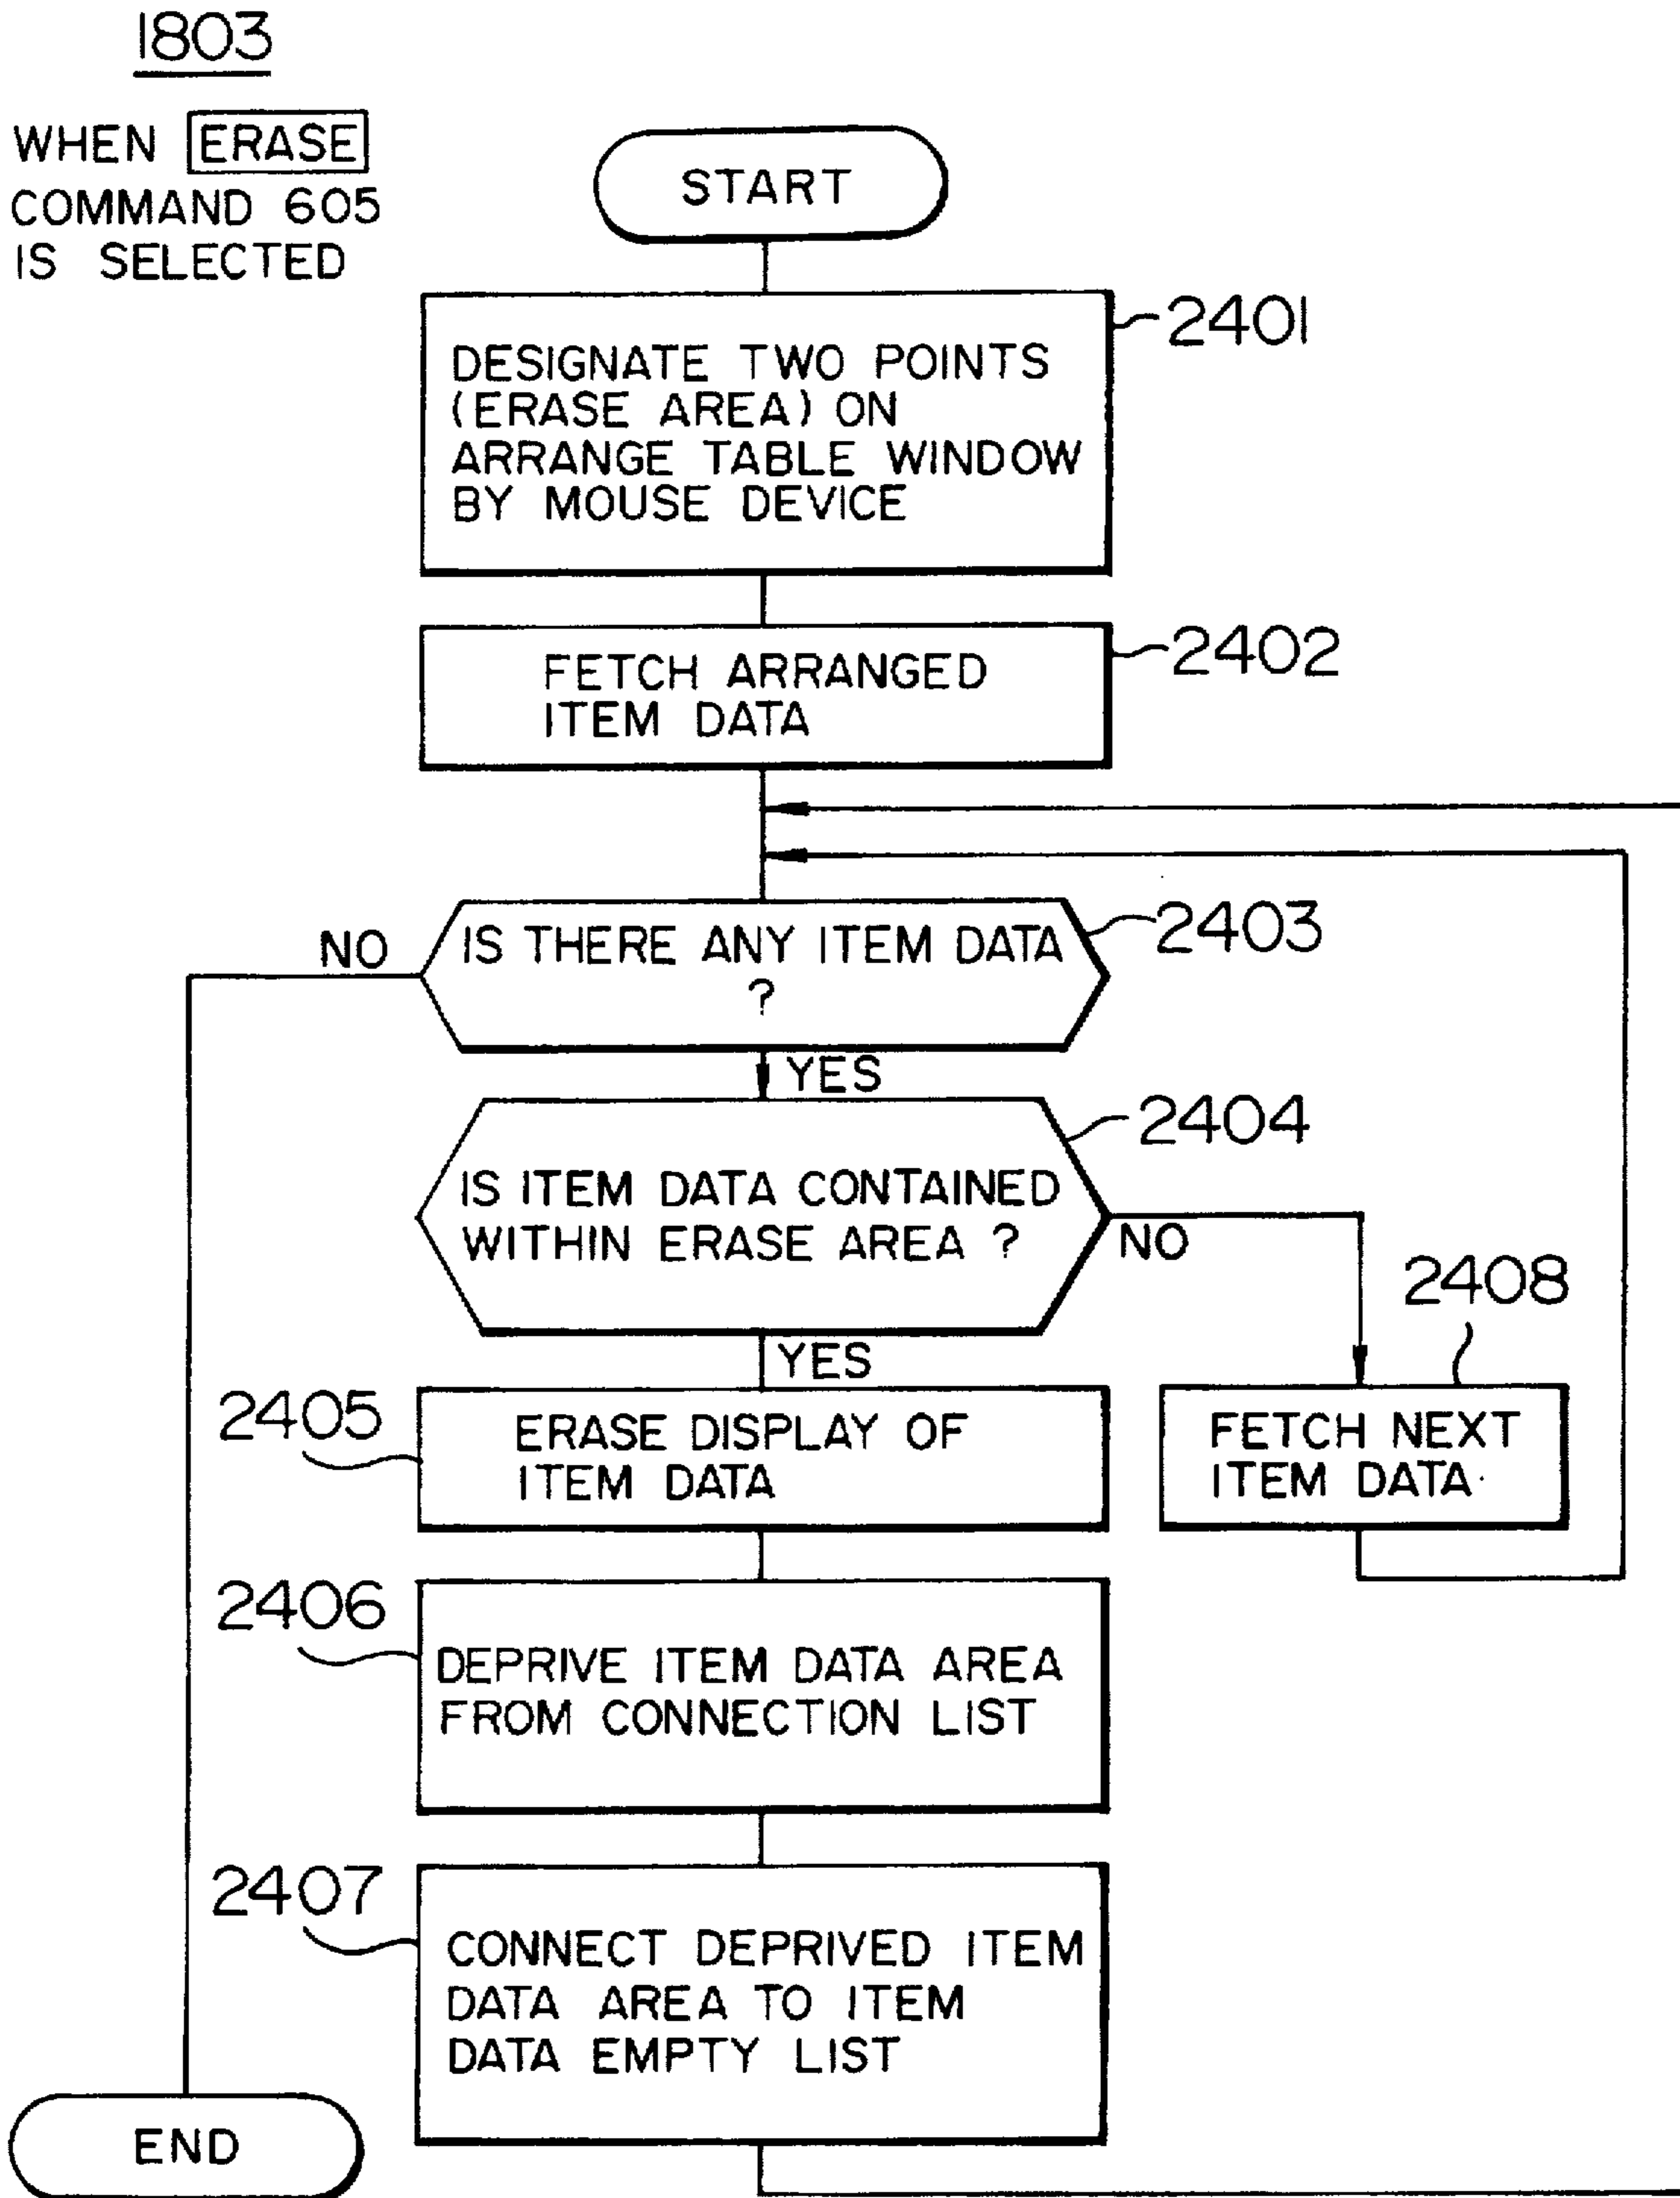 1803
WHEN ERASE
COMMAND 605
IS SELECTED
START
2401
DESIGNATE TWO POINTS
(ERASE AREA) ON
ARRANGE TABLE WINDOW
BY MOUSE DEVICE
2402
FETCH ARRANGED
ITEM DATA
2403
NO
IS THERE ANY ITEM DATA
?
YES
2404
IS ITEM DATA CONTAINED
WITHIN ERASE AREA ?
NO
2408
YES
2405
ERASE DISPLAY OF
ITEM DATA
FETCH NEXT
ITEM DATA
2406
DEPRIVE ITEM DATA AREA
FROM CONNECTION LIST
2407
CONNECT DEPRIVED ITEM
DATA AREA TO ITEM
DATA EMPTY LIST
END